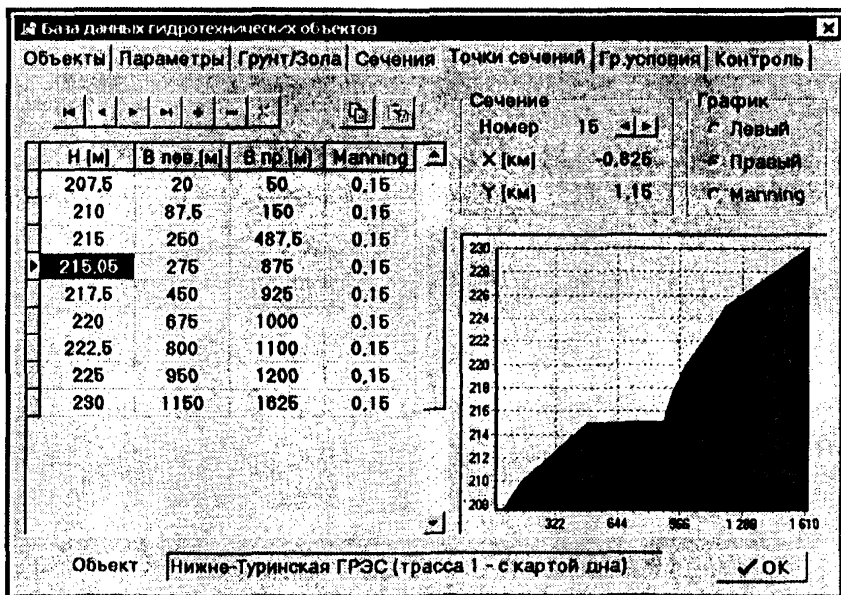 База данных гидротехнических объектов
Объекты Параметры Грунт/Зола Сечения Точки сечений Гр.условия Контроль
Сечение
Номер 15
X [км] -0,825
Y [км] 1,15
График
Левый
Правый
Manning
H [м] В лев.[м] В пр.[м] Manning
207,5 20 50 0,15
210 87,5 150 0,15
215 250 487,5 0,15
215,05 275 875 0,15
217,5 450 925 0,15
220 675 1000 0,15
222,5 800 1100 0,15
225 950 1200 0,15
230 1150 1625 0,15
230
228
226
224
222
220
218
216
214
210
208
322 644 966 1 288 1 610
Объект Нижне-Туринская ГРЭС (трасса 1 - с картой дна)
OK